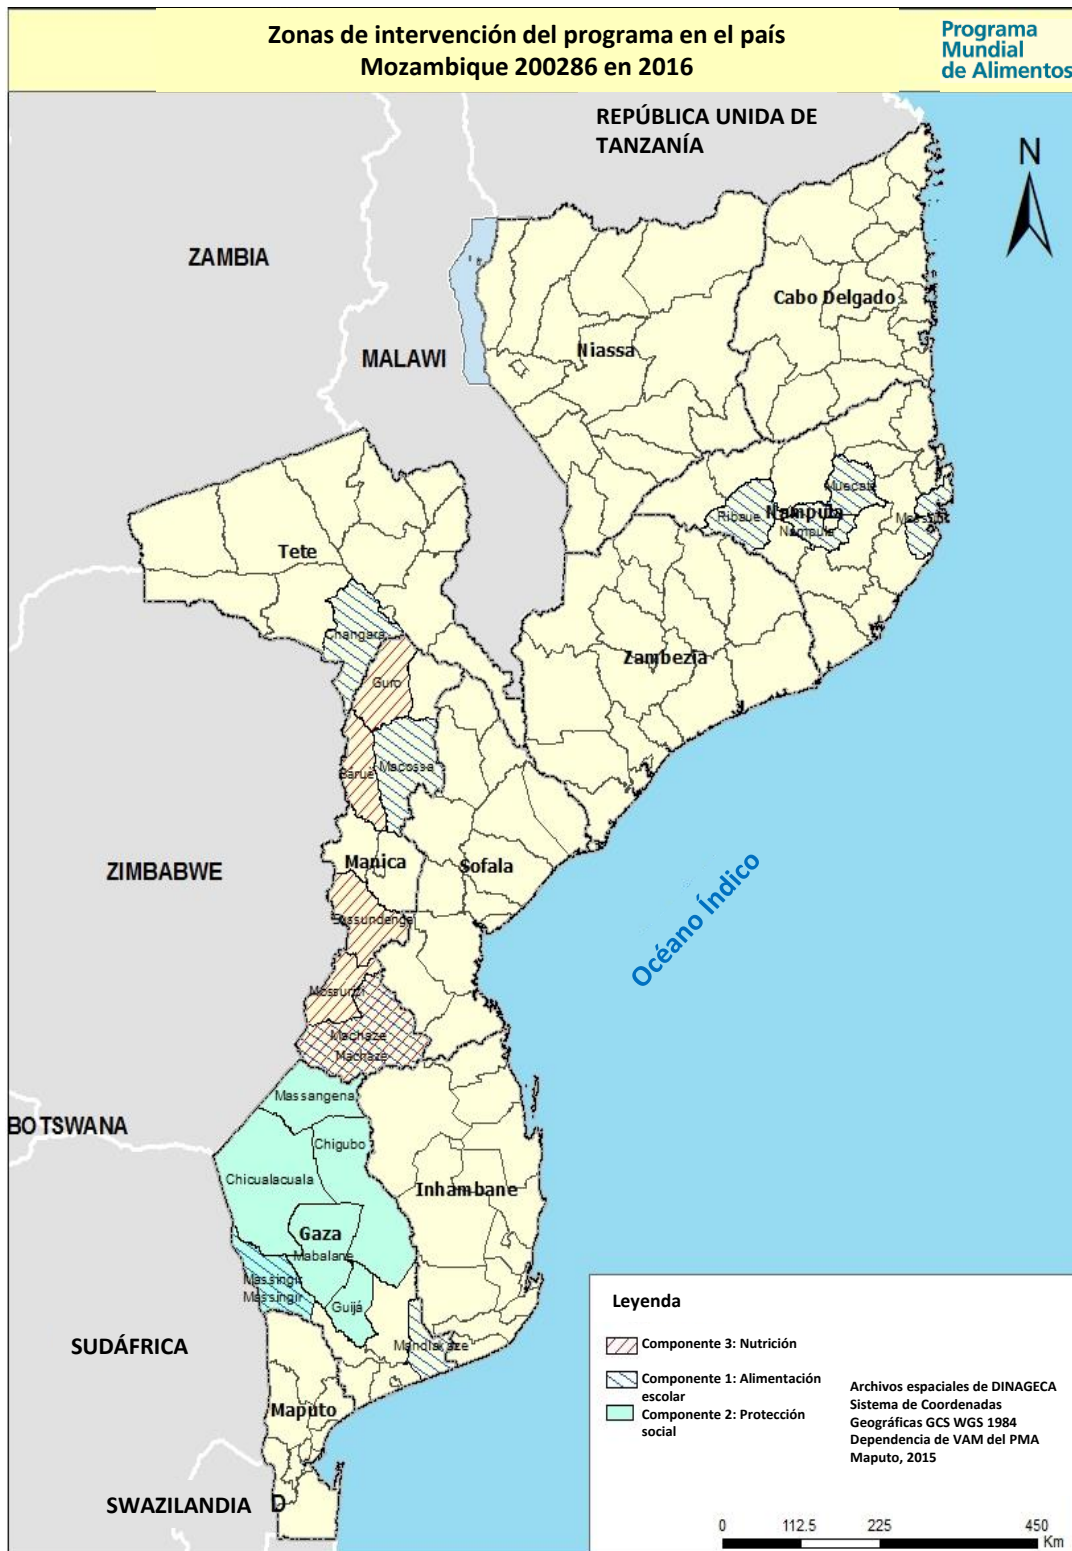 Zonas de intervención del programa en el país
Mozambique 200286 en 2016
Programa
Mundial
de Alimentos
REPÚBLICA UNIDA DE
TANZANÍA
N
ZAMBIA
Cabo Delgado
Niassa
MALAWI
Muecate
Ribaue
Nampula
Nampula
Tete
Changara
Zambezia
Guro
Macossa
Barue
ZIMBABWE
Manica
Sofala
Océano Índico
Sussundenga
Mossurize
Machaze
Machaze
Massangena
BOTSWANA
Chigubo
Chicualacuala
Inhambane
Gaza
Mabalane
Massingir
Massingir
Guijá
Mandlakaze
SUDÁFRICA
Maputo
SWAZILANDIA
D
Leyenda
Componente 3: Nutrición
Componente 1: Alimentación
escolar
Componente 2: Protección
social
Archivos espaciales de DINAGECA
Sistema de Coordenadas
Geográficas GCS WGS 1984
Dependencia de VAM del PMA
Maputo, 2015
0 112.5 225 450
Km